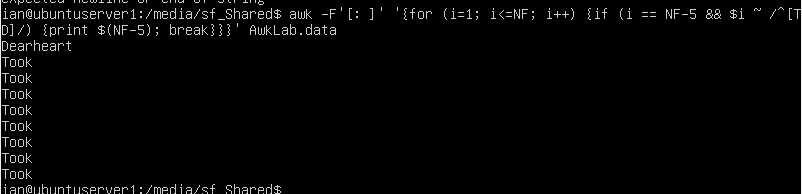 expected newline or end of string
ian@ubuntuserver1:/media/sf_Shared$ awk -F'[: ]' '{for (i=1; i<=NF; i++) {if (i == NF-5 && $i ~ /^[T
D]/) {print $(NF-5); break}}}' AwkLab.data
Dearheart
Took
Took
Took
Took
Took
Took
Took
Took
ian@ubuntuserver1:/media/sf_Shared$